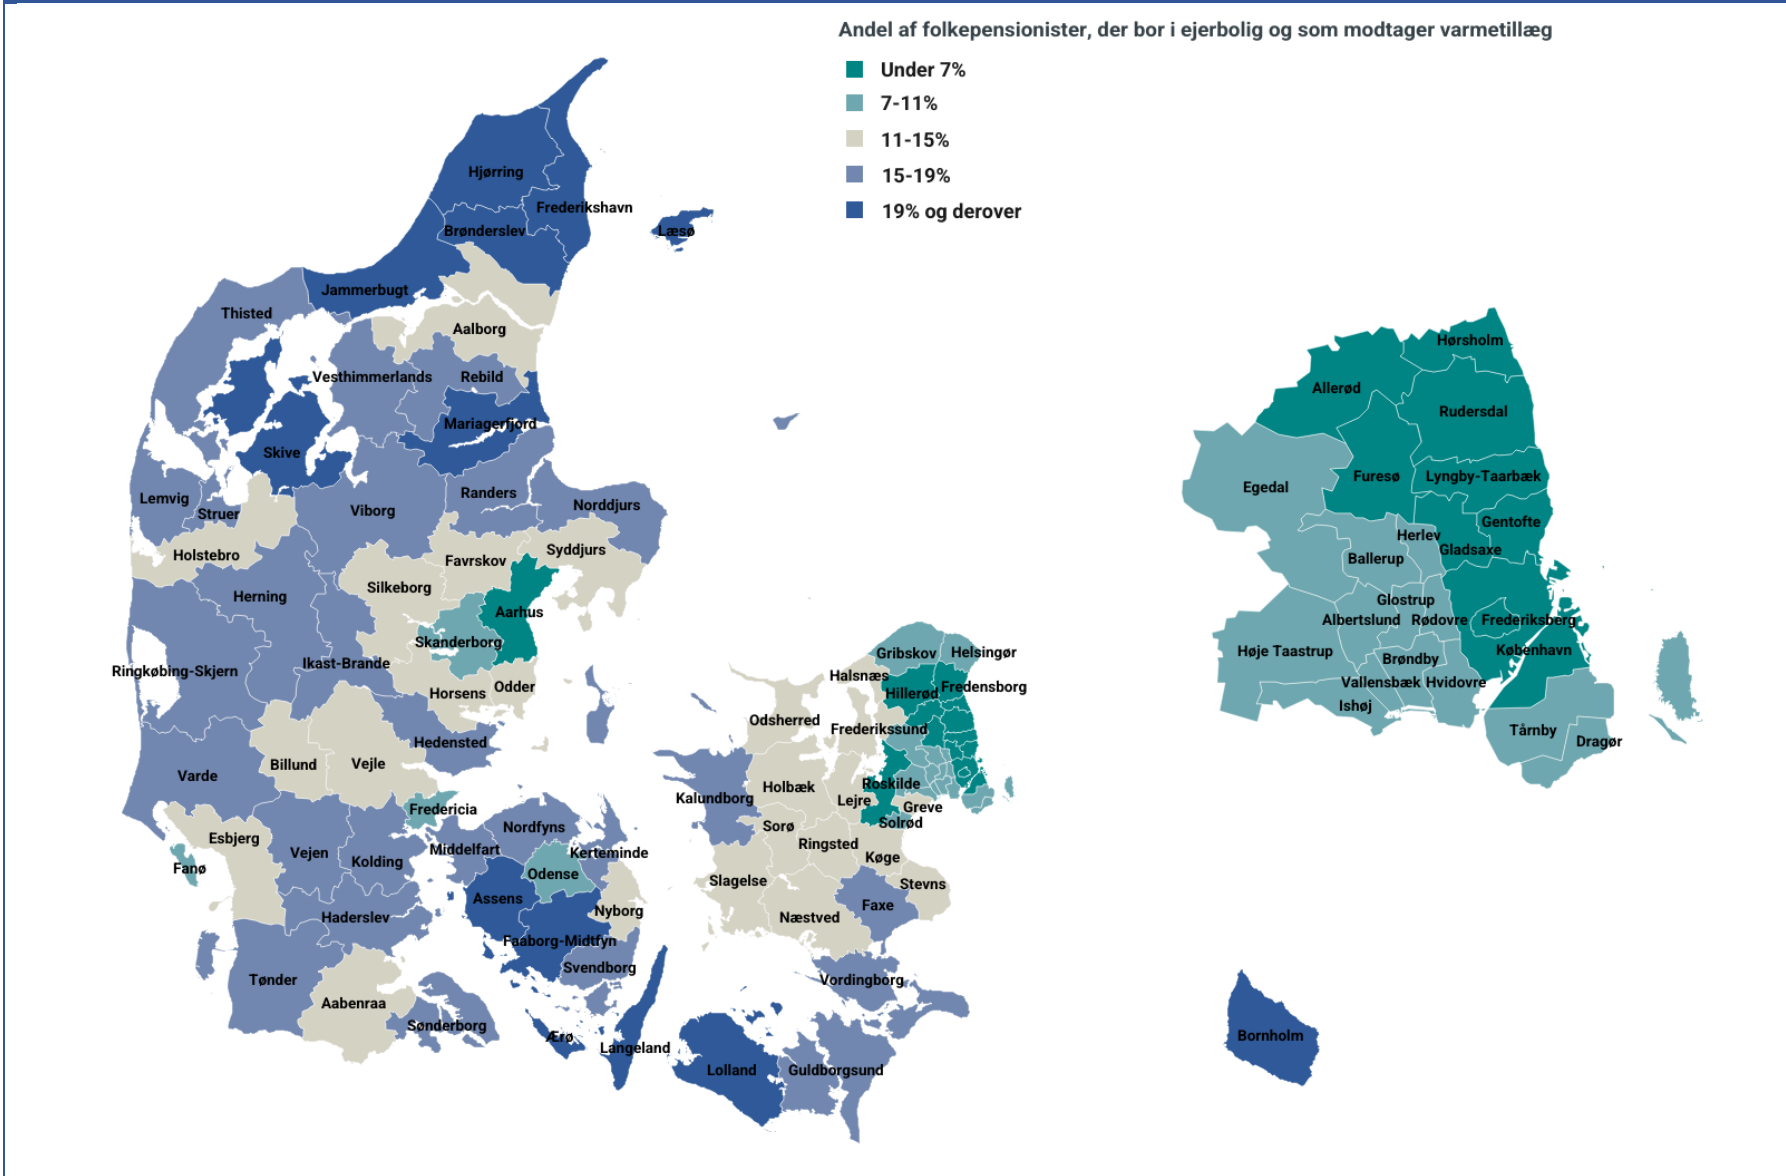 Andel af folkepensionister, der bor i ejerbolig og som modtager varmetillæg
Under 7%
7-11%
11-15%
15-19%
19% og derover
Hjørring
Frederikshavn
Brønderslev
Læsø
Jammerbugt
Thisted
Aalborg
Vesthimmerlands
Rebild
Mariagerfjord
Skive
Lemvig
Struer
Viborg
Randers
Norddjurs
Holstebro
Favrskov
Syddjurs
Silkeborg
Herning
Aarhus
Skanderborg
Ringkøbing-Skjern
Ikast-Brande
Horsens
Odder
Hedensted
Billund
Vejle
Varde
Fredericia
Esbjerg
Vejen
Kolding
Fanø
Haderslev
Tønder
Aabenraa
Sønderborg
Nordfyns
Middelfart
Kerteminde
Odense
Assens
Nyborg
Faaborg-Midtfyn
Svendborg
Ærø
Langeland
Gribskov
Helsingør
Halsnæs
Hillerød
Fredensborg
Odsherred
Frederikssund
Kalundborg
Holbæk
Roskilde
Lejre
Greve
Solrød
Sorø
Ringsted
Køge
Slagelse
Stevns
Næstved
Faxe
Vordingborg
Lolland
Guldborgsund
Hørsholm
Allerød
Rudersdal
Egedal
Furesø
Lyngby-Taarbæk
Gentofte
Herlev
Gladsaxe
Ballerup
Glostrup
Albertslund
Rødovre
Frederiksberg
Høje Taastrup
Brøndby
København
Vallensbæk
Hvidovre
Ishøj
Tårnby
Dragør
Bornholm